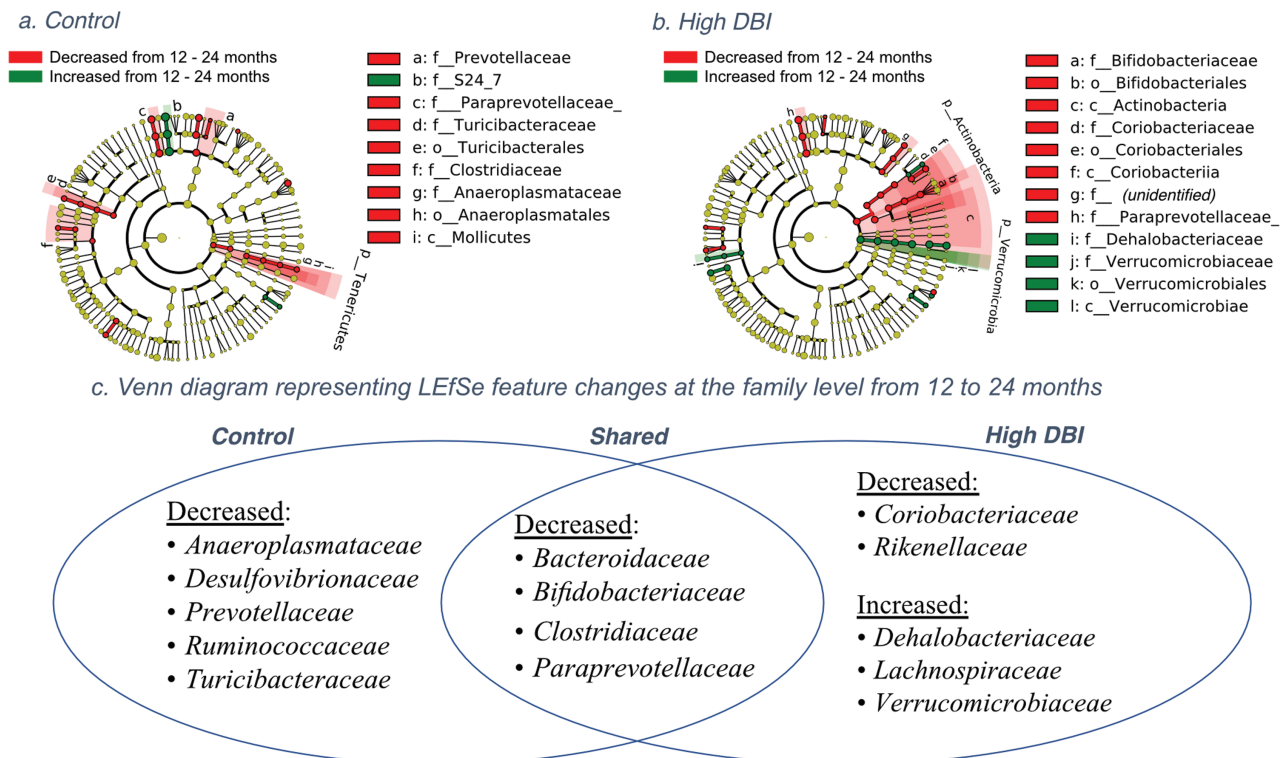 a. Control
Decreased from 12 - 24 months
Increased from 12 - 24 months
a: f__Prevotellaceae
b: f__S24_7
c: f___Paraprevotellaceae_
d: f__Turicibacteraceae
e: o__Turicibacterales
f: f__Clostridiaceae
g: f__Anaeroplasmataceae
h: o__Anaeroplasmatales
i: c__Mollicutes
c
b
a
e
d
f
g
h
i
p__Tenericutes
b. High DBI
Decreased from 12 - 24 months
Increased from 12 - 24 months
a: f__Bifidobacteriaceae
b: o__Bifidobacteriales
c: c__Actinobacteria
d: f__Coriobacteriaceae
e: o__Coriobacteriales
f: c__Coriobacteriia
g: f__ (unidentified)
h: f___Paraprevotellaceae_
i: f__Dehalobacteriaceae
j: f__Verrucomicrobiaceae
k: o__Verrucomicrobiales
l: c__Verrucomicrobiae
h
g
d
e
f
a
b
c
i
j
k
l
p__Actinobacteria
p__Verrucomicrobia
c. Venn diagram representing LEfSe feature changes at the family level from 12 to 24 months
Control
Shared
High DBI
Decreased:
• Anaeroplasmataceae
• Desulfovibrionaceae
• Prevotellaceae
• Ruminococcaceae
• Turicibacteraceae
Decreased:
• Bacteroidaceae
• Bifidobacteriaceae
• Clostridiaceae
• Paraprevotellaceae
Decreased:
• Coriobacteriaceae
• Rikenellaceae
Increased:
• Dehalobacteriaceae
• Lachnospiraceae
• Verrucomicrobiaceae